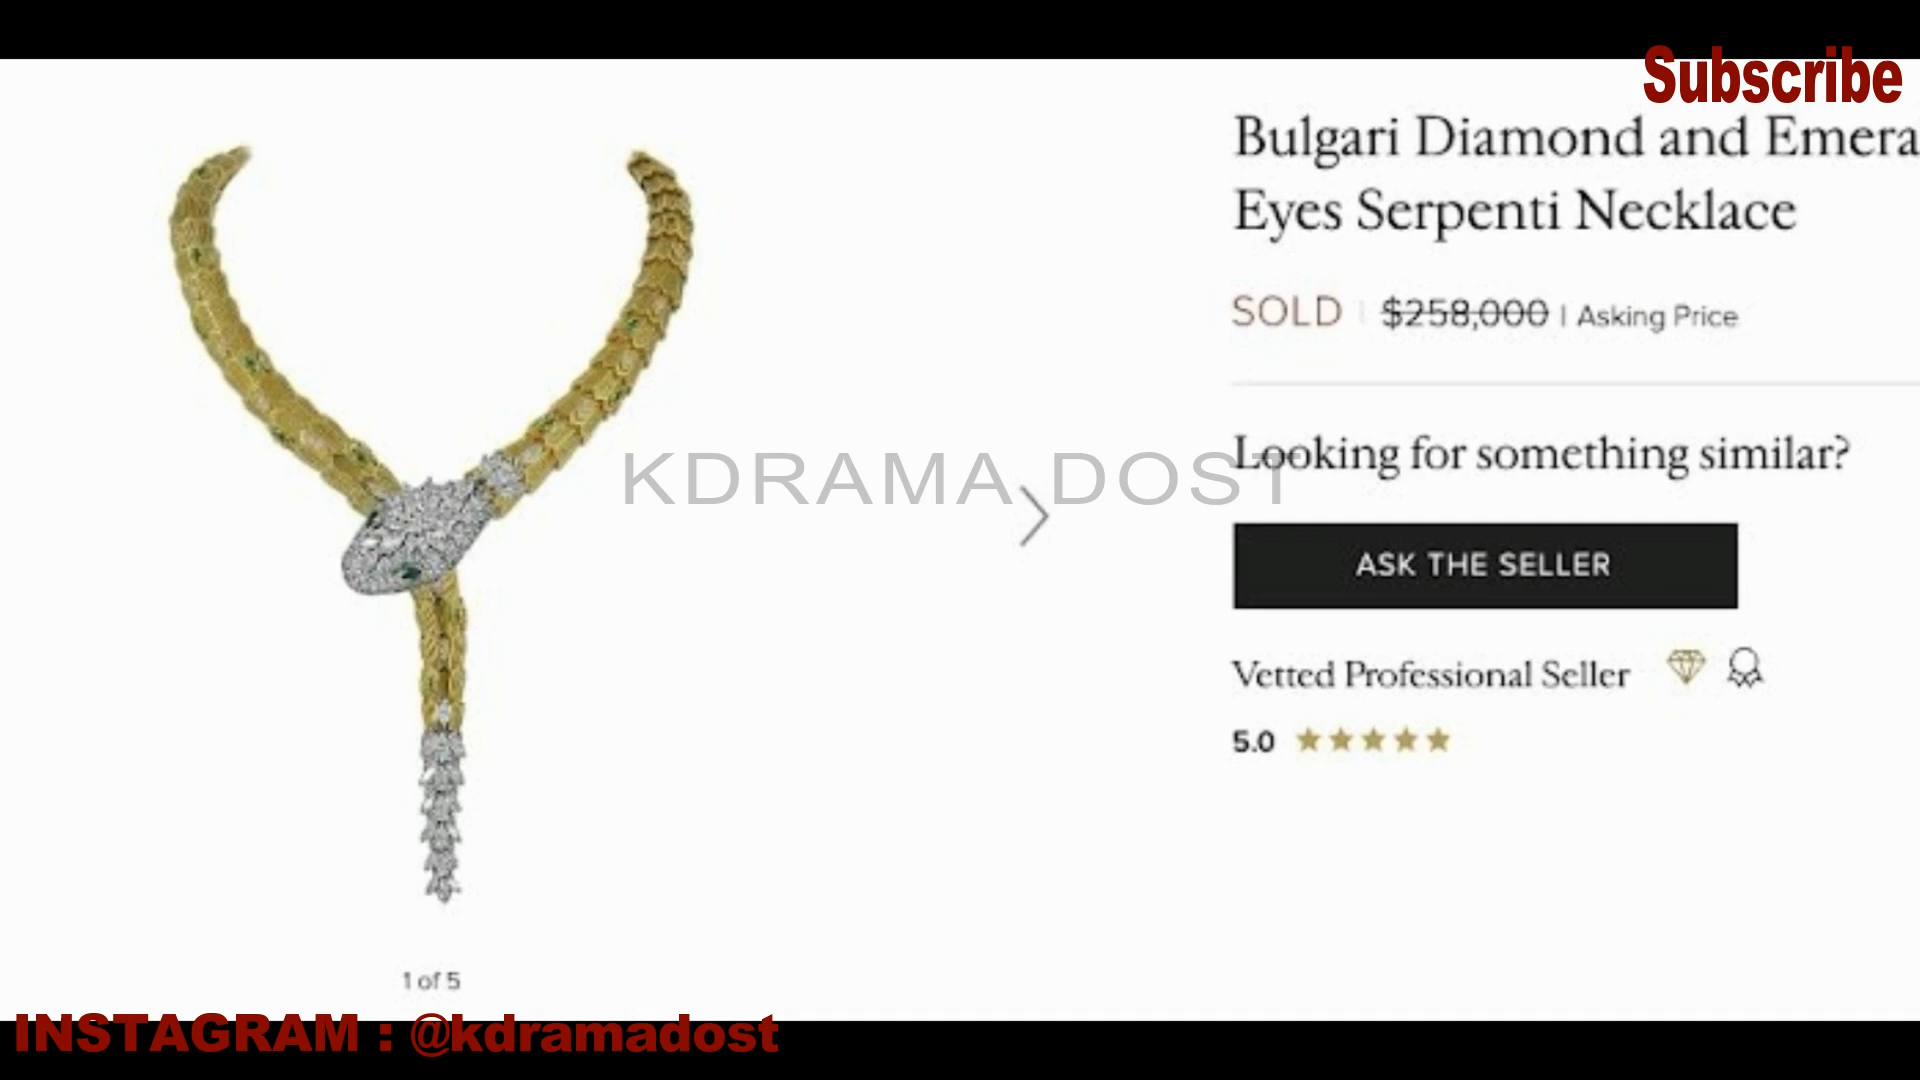 Subscribe
Bulgari Diamond and Emera
Eyes Serpenti Necklace
SOLD | $258,000 | Asking Price
Looking for something similar?
KDRAMA DOST
ASK THE SELLER
Vetted Professional Seller
5.0
1 of 5
INSTAGRAM : @kdramadost